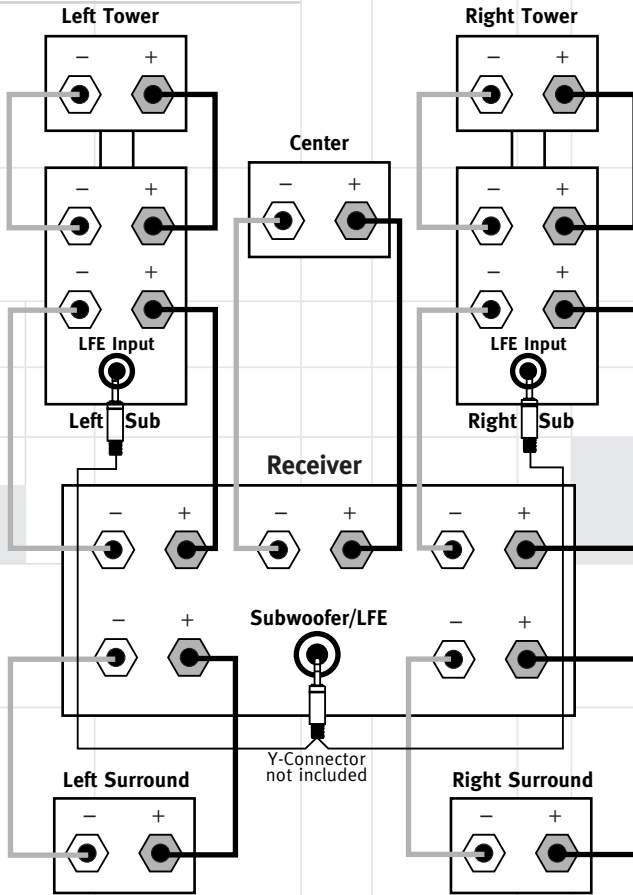 Left Tower
Right Tower
− +
− +
Center
− +
− +
− +
− +
− +
− +
LFE Input
LFE Input
Left Sub
Right Sub
Receiver
− +
− +
− +
− +
Subwoofer/LFE
− +
Y-Connector
not included
Left Surround
Right Surround
− +
− +